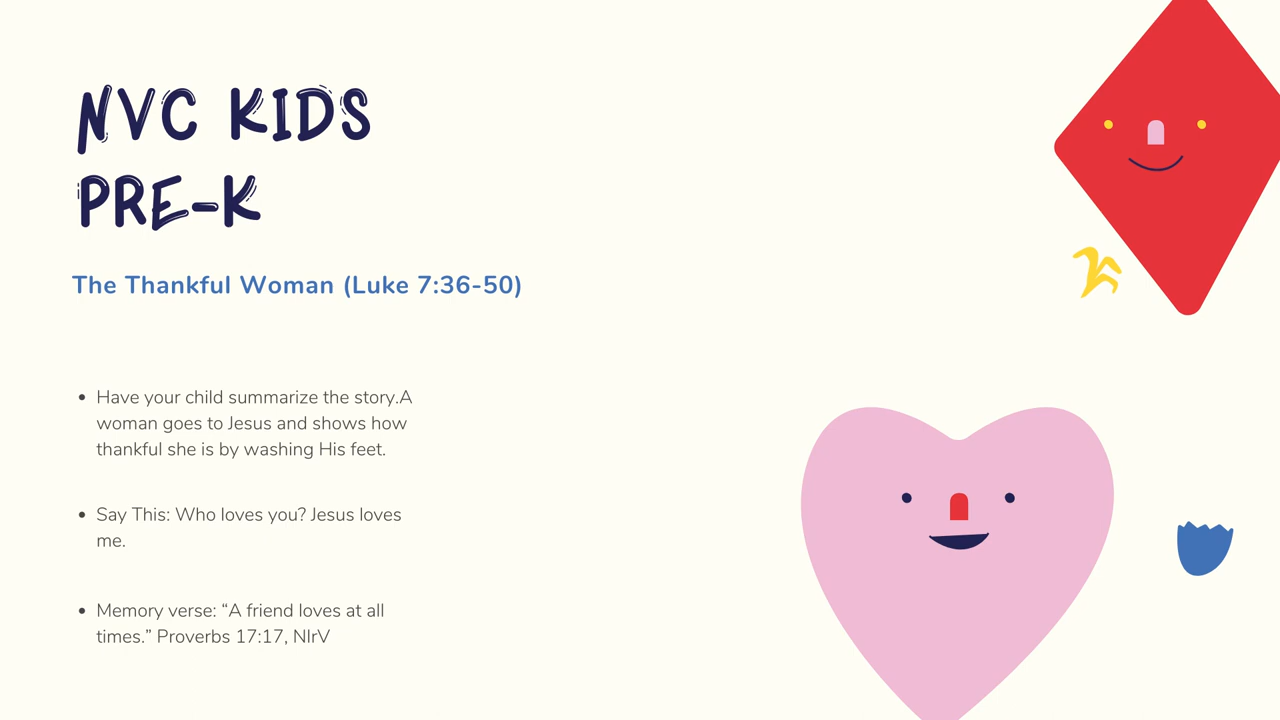 NVC KIDS
PRE-K
The Thankful Woman (Luke 7:36-50)
• Have your child summarize the story.A
woman goes to Jesus and shows how
thankful she is by washing His feet.
• Say This: Who loves you? Jesus loves
me.
• Memory verse: “A friend loves at all
times.” Proverbs 17:17, NIrV